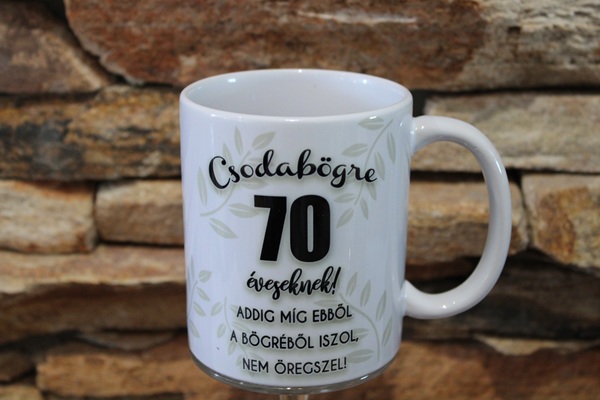 Csodabögre
70
éveseknek!
ADDIG MÍG EBBŐL
A BÖGRÉBŐL ISZOL,
NEM ÖREGSZEL!